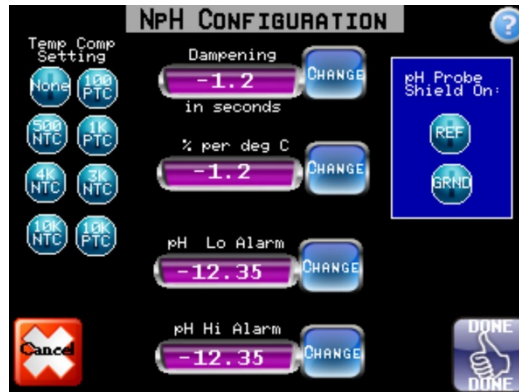 NpH Configuration
?
Temp Comp
Setting
None
100
PTC
500
NTC
1K
PTC
4K
NTC
3K
NTC
10K
NTC
10K
PTC
Dampening
-1.2
Change
in seconds
% per deg C
-1.2
Change
pH Lo Alarm
-12.35
Change
pH Hi Alarm
-12.35
Change
pH Probe
Shield On:
REF
GRND
Cancel
DONE
DONE